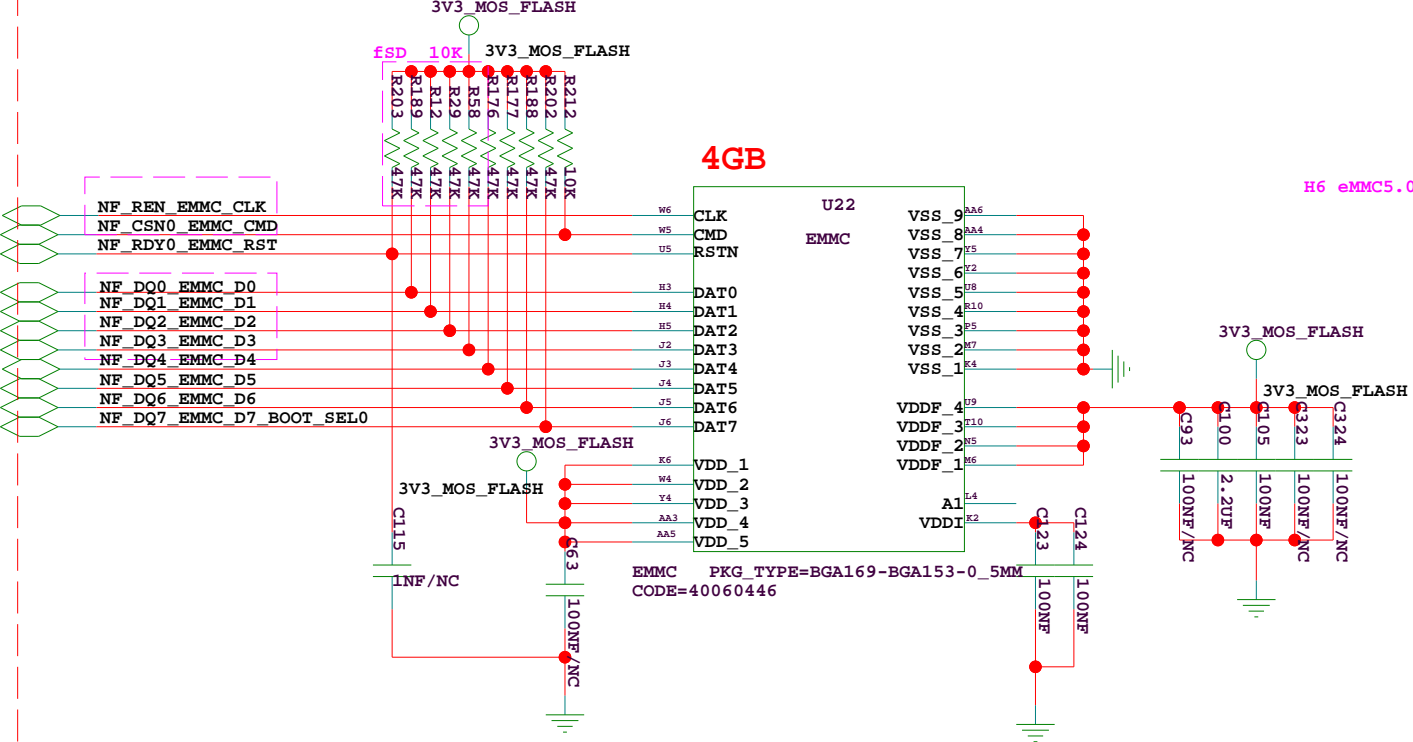 3V3_MOS_FLASH
fSD 10K 3V3_MOS_FLASH
R203
R189
R12
R29
R58
R176
R177
R188
R202
R212
47K
47K
47K
47K
47K
47K
47K
47K
47K
10K
4GB
H6 eMMC5.0
U22
EMMC
NF_REN_EMMC_CLK
NF_CSN0_EMMC_CMD
NF_RDY0_EMMC_RST
NF_DQ0_EMMC_D0
NF_DQ1_EMMC_D1
NF_DQ2_EMMC_D2
NF_DQ3_EMMC_D3
NF_DQ4_EMMC_D4
NF_DQ5_EMMC_D5
NF_DQ6_EMMC_D6
NF_DQ7_EMMC_D7_BOOT_SEL0
W6 CLK
W5 CMD
U5 RSTN
H3 DAT0
H4 DAT1
H5 DAT2
J2 DAT3
J3 DAT4
J4 DAT5
J5 DAT6
J6 DAT7
K6 VDD_1
W4 VDD_2
Y4 VDD_3
AA3 VDD_4
AA5 VDD_5
VSS_9 AA6
VSS_8 AA4
VSS_7 Y5
VSS_6 Y2
VSS_5 U8
VSS_4 R10
VSS_3 P5
VSS_2 M7
VSS_1 K4
VDDF_4 U9
VDDF_3 T10
VDDF_2 N5
VDDF_1 M6
A1 L4
VDDI K2
3V3_MOS_FLASH
3V3_MOS_FLASH
C115
1NF/NC
C63
100NF/NC
EMMC PKG_TYPE=BGA169-BGA153-0_5MM
CODE=40060446
C123
100NF
C124
100NF
3V3_MOS_FLASH
3V3_MOS_FLASH
C93
C100
C105
C323
C324
100NF/NC
2.2UF
100NF
100NF/NC
100NF/NC